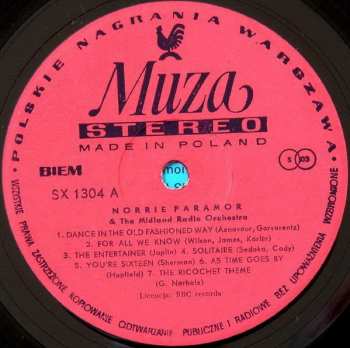 POLSKIE NAGRANIA WARSZAWA
Muza
STEREO
MADE IN POLAND
BIEM
SX 1304 A
NORRIE PARAMOR
& The Midland Radio Orchestra
1. DANCE IN THE OLD FASHIONED WAY (Aznavour, Garvarentz)
2. FOR ALL WE KNOW (Wilson, James, Karlin)
3. THE ENTERTAINER (Joplin) 4. SOLITAIRE (Sedaka, Cody)
5. YOU'RE SIXTEEN (Sherman) 6. AS TIME GOES BY
(Hupfield) 7. THE RICOCHET THEME
Licencja: BBC records
WSZYSTKIE PRAWA ZASTRZEŻONE KOPIOWANIE ODTWARZANIE PUBLICZNE I RADIOWE BEZ UPOWAŻNIENIA WZBRONIONE